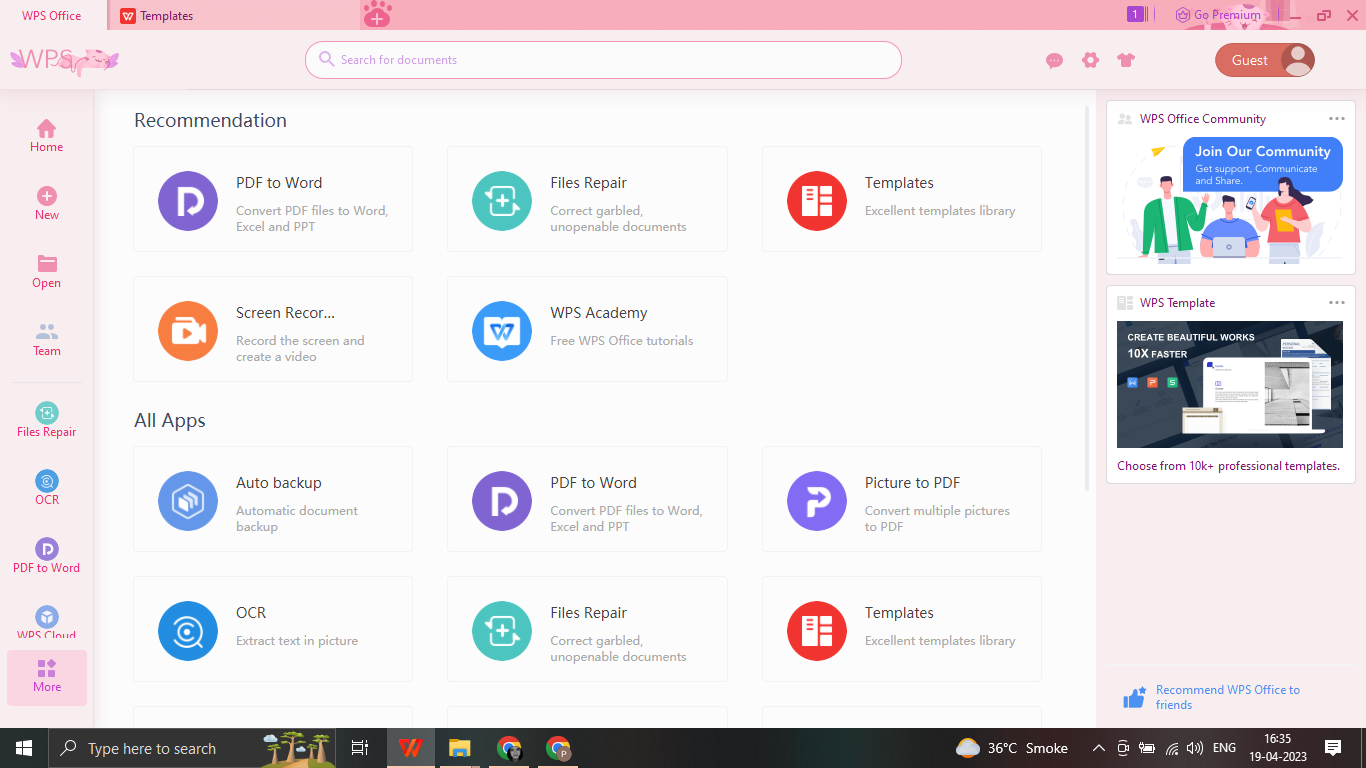 WPS Office
Templates
1
Go Premium
WPS
Search for documents
Guest
Home
New
Open
Team
Files Repair
OCR
PDF to Word
WPS Cloud
More
Recommendation
PDF to Word
Convert PDF files to Word,
Excel and PPT
Files Repair
Correct garbled,
unopenable documents
Templates
Excellent templates library
Screen Recor...
Record the screen and
create a video
WPS Academy
Free WPS Office tutorials
All Apps
Auto backup
Automatic document
backup
PDF to Word
Convert PDF files to Word,
Excel and PPT
Picture to PDF
Convert multiple pictures
to PDF
OCR
Extract text in picture
Files Repair
Correct garbled,
unopenable documents
Templates
Excellent templates library
WPS Office Community
Join Our Community
Get support, Communicate
and Share.
WPS Template
CREATE BEAUTIFUL WORKS
10X FASTER
Choose from 10k+ professional templates.
Recommend WPS Office to
friends
Type here to search
36°C Smoke
ENG
16:35
19-04-2023